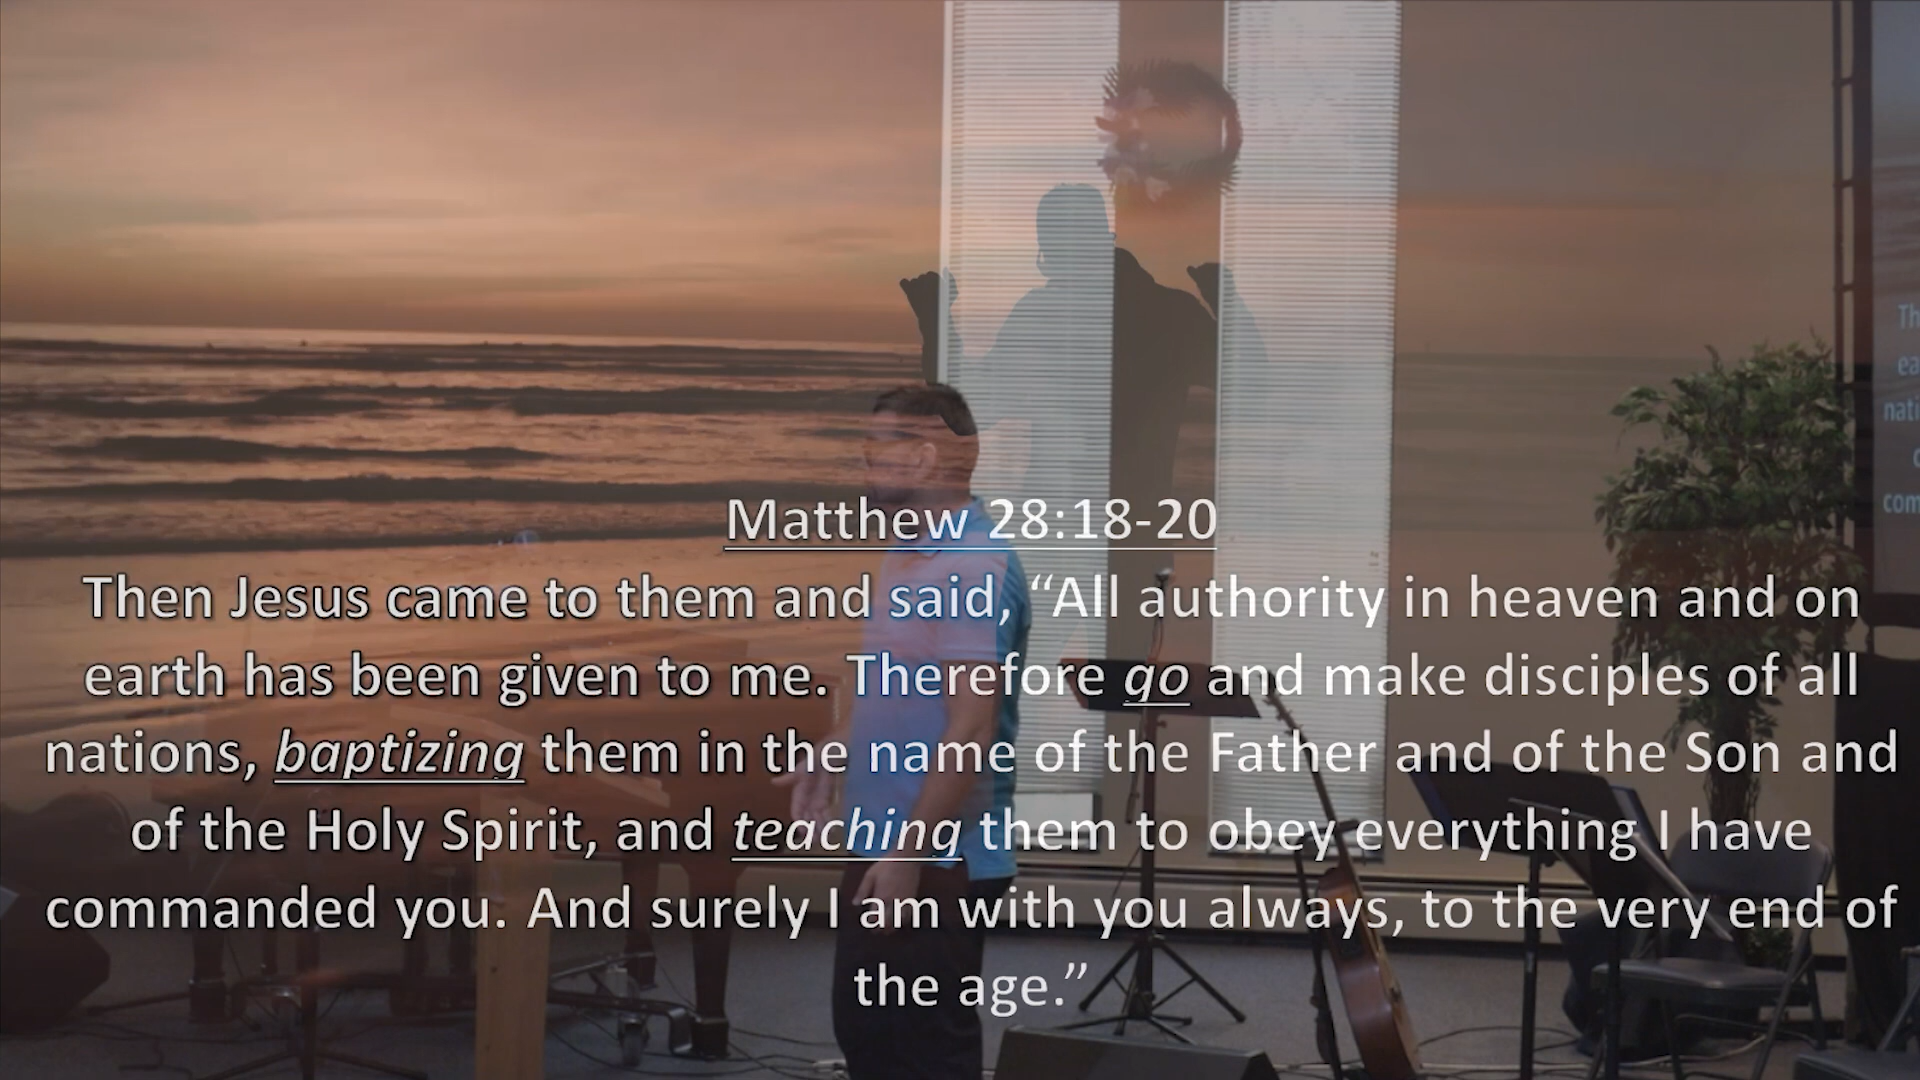 Matthew 28:18-20
Then Jesus came to them and said, “All authority in heaven and on
earth has been given to me. Therefore go and make disciples of all
nations, baptizing them in the name of the Father and of the Son and
of the Holy Spirit, and teaching them to obey everything I have
commanded you. And surely I am with you always, to the very end of
the age.”